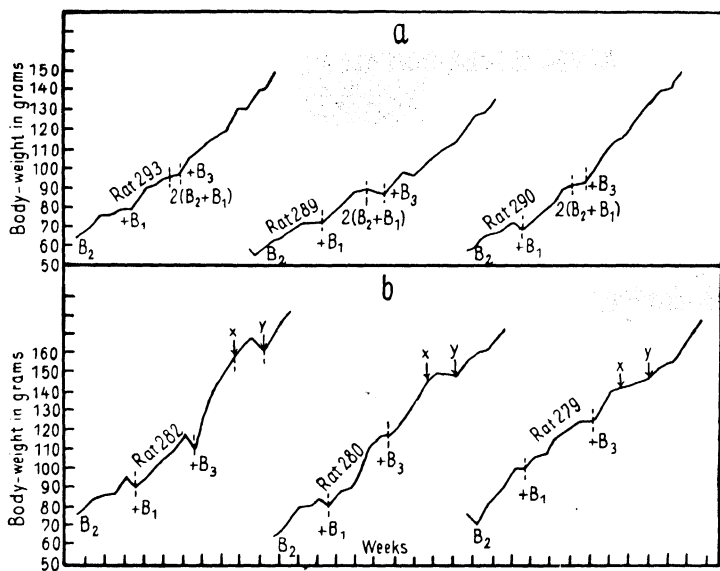 a
Body-weight in grams
150
140
130
120
110
100
90
80
70
60
50
Rat 293
B2
+B1
2(B2+B1)
+B3
Rat 289
+B1
2(B2+B1)
+B3
Rat 290
B2
+B1
2(B2+B1)
+B3
b
Body-weight in grams
160
150
140
130
120
110
100
90
80
70
60
50
Rat 282
B2
+B1
+B3
x
y
Rat 280
B2
+B1
+B3
x
y
Rat 279
B2
+B1
+B3
x
y
Weeks